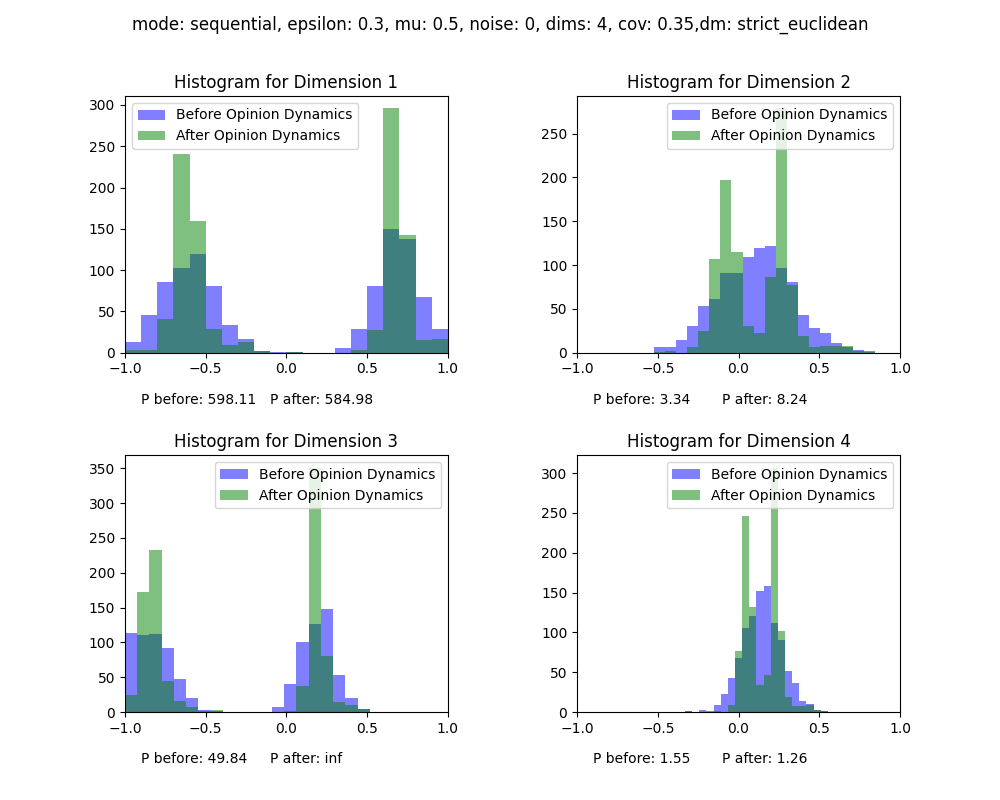 mode: sequential, epsilon: 0.3, mu: 0.5, noise: 0, dims: 4, cov: 0.35,dm: strict_euclidean
Histogram for Dimension 1
Before Opinion Dynamics
After Opinion Dynamics
300
250
200
150
100
50
0
−1.0 −0.5 0.0 0.5 1.0
P before: 598.11 P after: 584.98
Histogram for Dimension 2
Before Opinion Dynamics
After Opinion Dynamics
250
200
150
100
50
0
−1.0 −0.5 0.0 0.5 1.0
P before: 3.34 P after: 8.24
Histogram for Dimension 3
Before Opinion Dynamics
After Opinion Dynamics
350
300
250
200
150
100
50
0
−1.0 −0.5 0.0 0.5 1.0
P before: 49.84 P after: inf
Histogram for Dimension 4
Before Opinion Dynamics
After Opinion Dynamics
300
250
200
150
100
50
0
−1.0 −0.5 0.0 0.5 1.0
P before: 1.55 P after: 1.26